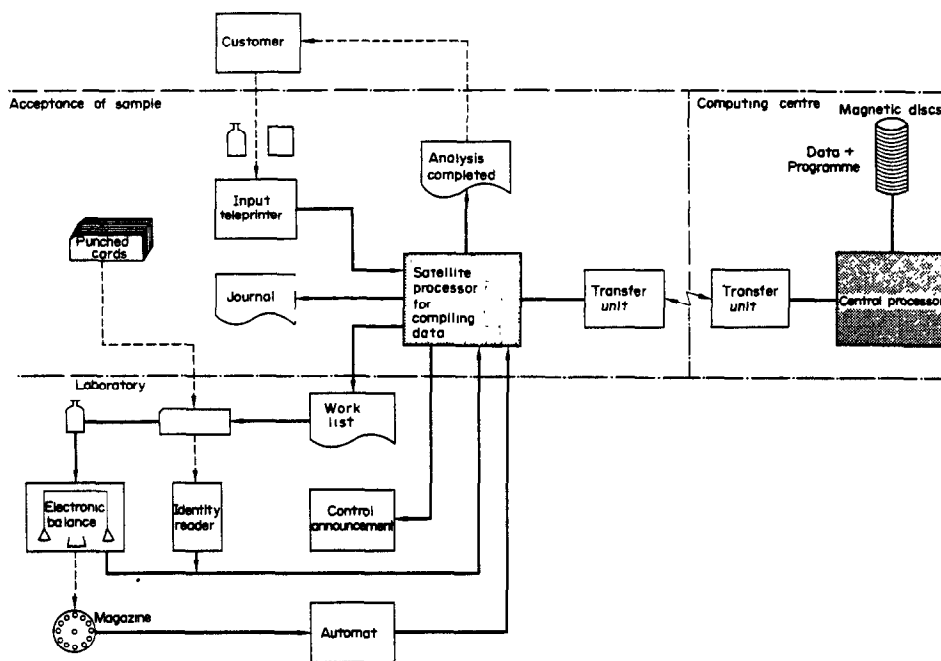 Customer
Acceptance of sample
Computing centre
Magnetic discs
Data +
Programme
Analysis
completed
Input
teleprinter
Punched
cards
Satellite
processor
for
compiling
data
Journal
Transfer
unit
Transfer
unit
Central processor
Laboratory
Work
list
Electronic
balance
Identity
reader
Control
announcement
Magazine
Automat